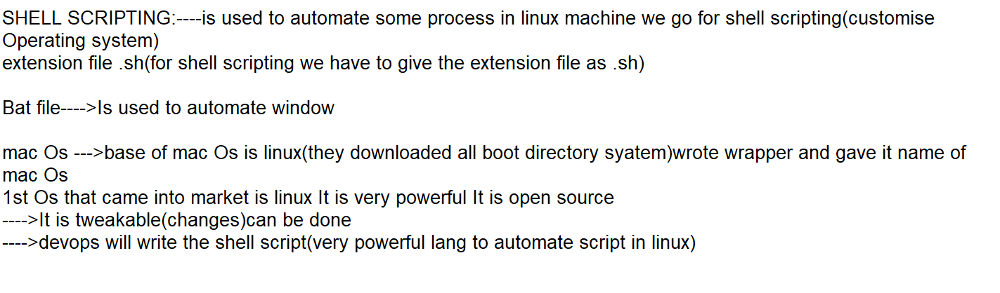 SHELL SCRIPTING:----is used to automate some process in linux machine we go for shell scripting(customise
Operating system)
extension file .sh(for shell scripting we have to give the extension file as .sh)
Bat file---->Is used to automate window
mac Os --->base of mac Os is linux(they downloaded all boot directory syatem)wrote wrapper and gave it name of
mac Os
1st Os that came into market is linux It is very powerful It is open source
---->It is tweakable(changes)can be done
---->devops will write the shell script(very powerful lang to automate script in linux)